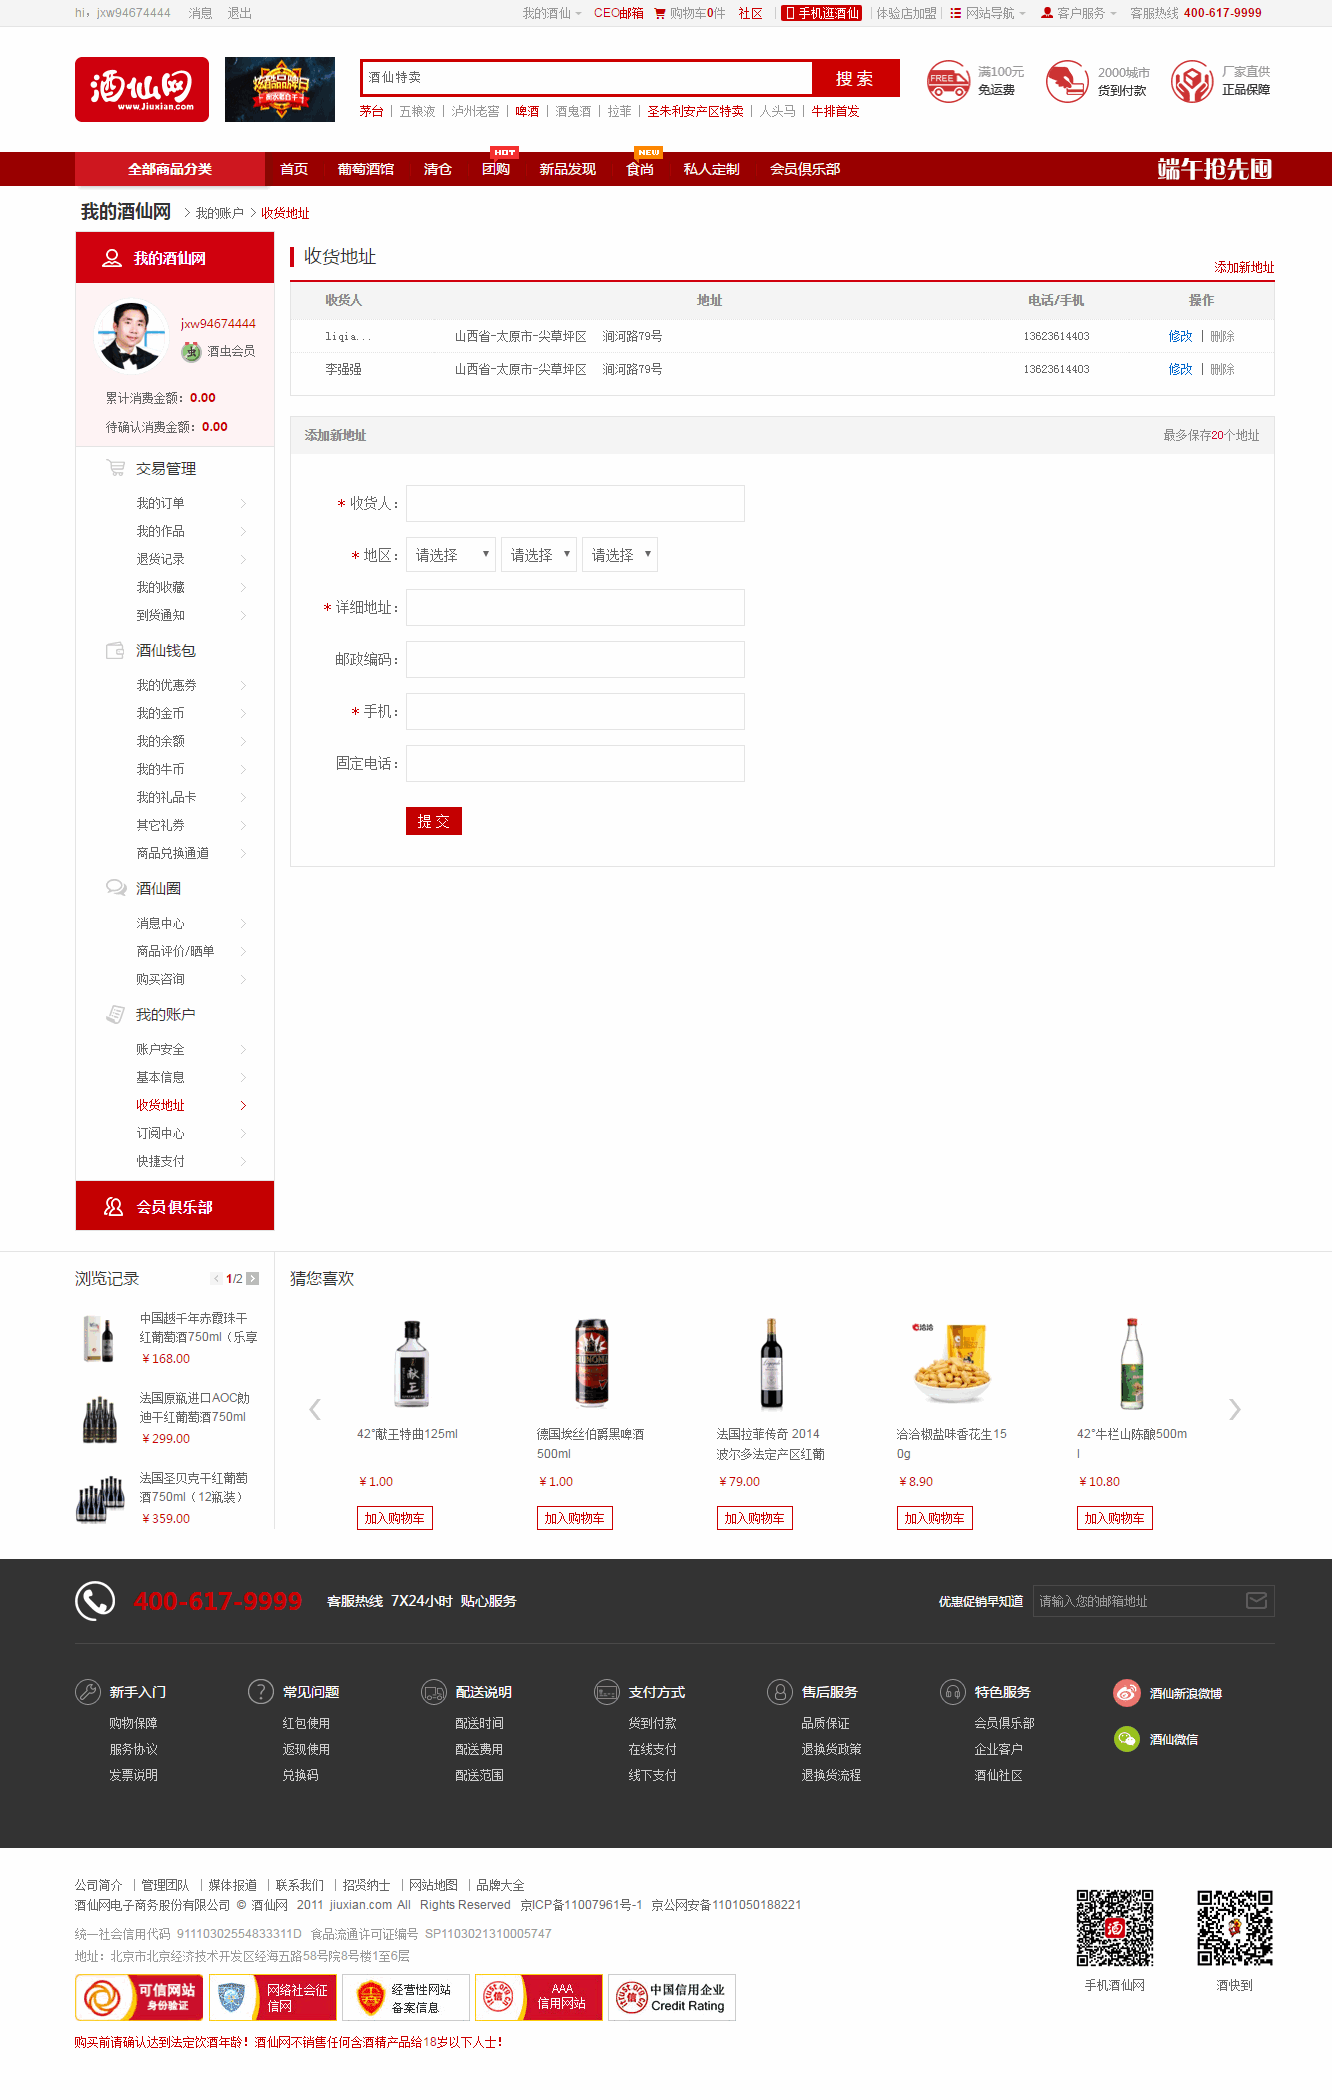 hi，jxw94674444 消息 退出 我的酒仙 CEO邮箱 购物车0件 社区 手机逛酒仙 体验店加盟 网站导航 客户服务 客服热线 400-617-9999
酒仙网
www.jiuxian.com
酒仙特卖 搜 索
满100元
免运费
2000城市
货到付款
厂家直供
正品保障
FREE
茅台 | 五粮液 | 泸州老窖 | 啤酒 | 酒鬼酒 | 拉菲 | 圣朱利安产区特卖 | 人头马 | 牛排首发
HOT NEW
全部商品分类 首页 葡萄酒馆 清仓 团购 新品发现 食尚 私人定制 会员俱乐部 端午抢先囤
我的酒仙网 > 我的账户 > 收货地址
我的酒仙网
jxw94674444
酒虫会员
累计消费金额：0.00
待确认消费金额：0.00
交易管理
我的订单
我的作品
退货记录
我的收藏
到货通知
酒仙钱包
我的优惠券
我的金币
我的余额
我的牛币
我的礼品卡
其它礼券
商品兑换通道
酒仙圈
消息中心
商品评价/晒单
购买咨询
我的账户
账户安全
基本信息
收货地址
订阅中心
快捷支付
会员俱乐部
收货地址
添加新地址
收货人 地址 电话/手机 操作
liqia... 山西省-太原市-尖草坪区 涧河路79号 13623614403 修改 | 删除
李强强 山西省-太原市-尖草坪区 涧河路79号 13623614403 修改 | 删除
添加新地址 最多保存20个地址
* 收货人：
* 地区： 请选择 请选择 请选择
* 详细地址：
邮政编码：
* 手机：
固定电话：
提 交
浏览记录 1/2
中国越千年赤霞珠干
红葡萄酒750ml（乐享
￥168.00
法国原瓶进口AOC勋
迪干红葡萄酒750ml
￥299.00
法国圣贝克干红葡萄
酒750ml（12瓶装）
￥359.00
猜您喜欢
42°献王特曲125ml
￥1.00
加入购物车
德国埃丝伯爵黑啤酒
500ml
￥1.00
加入购物车
法国拉菲传奇 2014
波尔多法定产区红葡
￥79.00
加入购物车
洽洽椒盐味香花生15
0g
￥8.90
加入购物车
42°牛栏山陈酿500m
l
￥10.80
加入购物车
400-617-9999 客服热线 7X24小时 贴心服务 优惠促销早知道 请输入您的邮箱地址
新手入门
购物保障
服务协议
发票说明
常见问题
红包使用
返现使用
兑换码
配送说明
配送时间
配送费用
配送范围
支付方式
货到付款
在线支付
线下支付
售后服务
品质保证
退换货政策
退换货流程
特色服务
会员俱乐部
企业客户
酒仙社区
酒仙新浪微博
酒仙微信
公司简介 | 管理团队 | 媒体报道 | 联系我们 | 招贤纳士 | 网站地图 | 品牌大全
酒仙网电子商务股份有限公司 © 酒仙网 2011 jiuxian.com All Rights Reserved 京ICP备11007961号-1 京公网安备1101050188221
统一社会信用代码 91110302554833311D 食品流通许可证编号 SP1103021310005747
地址：北京市北京经济技术开发区经海五路58号院8号楼1至6层
可信网站
身份验证
网络社会征
信网
经营性网站
备案信息
AAA
信用网站
中国信用企业
Credit Rating
手机酒仙网
酒快到
购买前请确认达到法定饮酒年龄！酒仙网不销售任何含酒精产品给18岁以下人士！